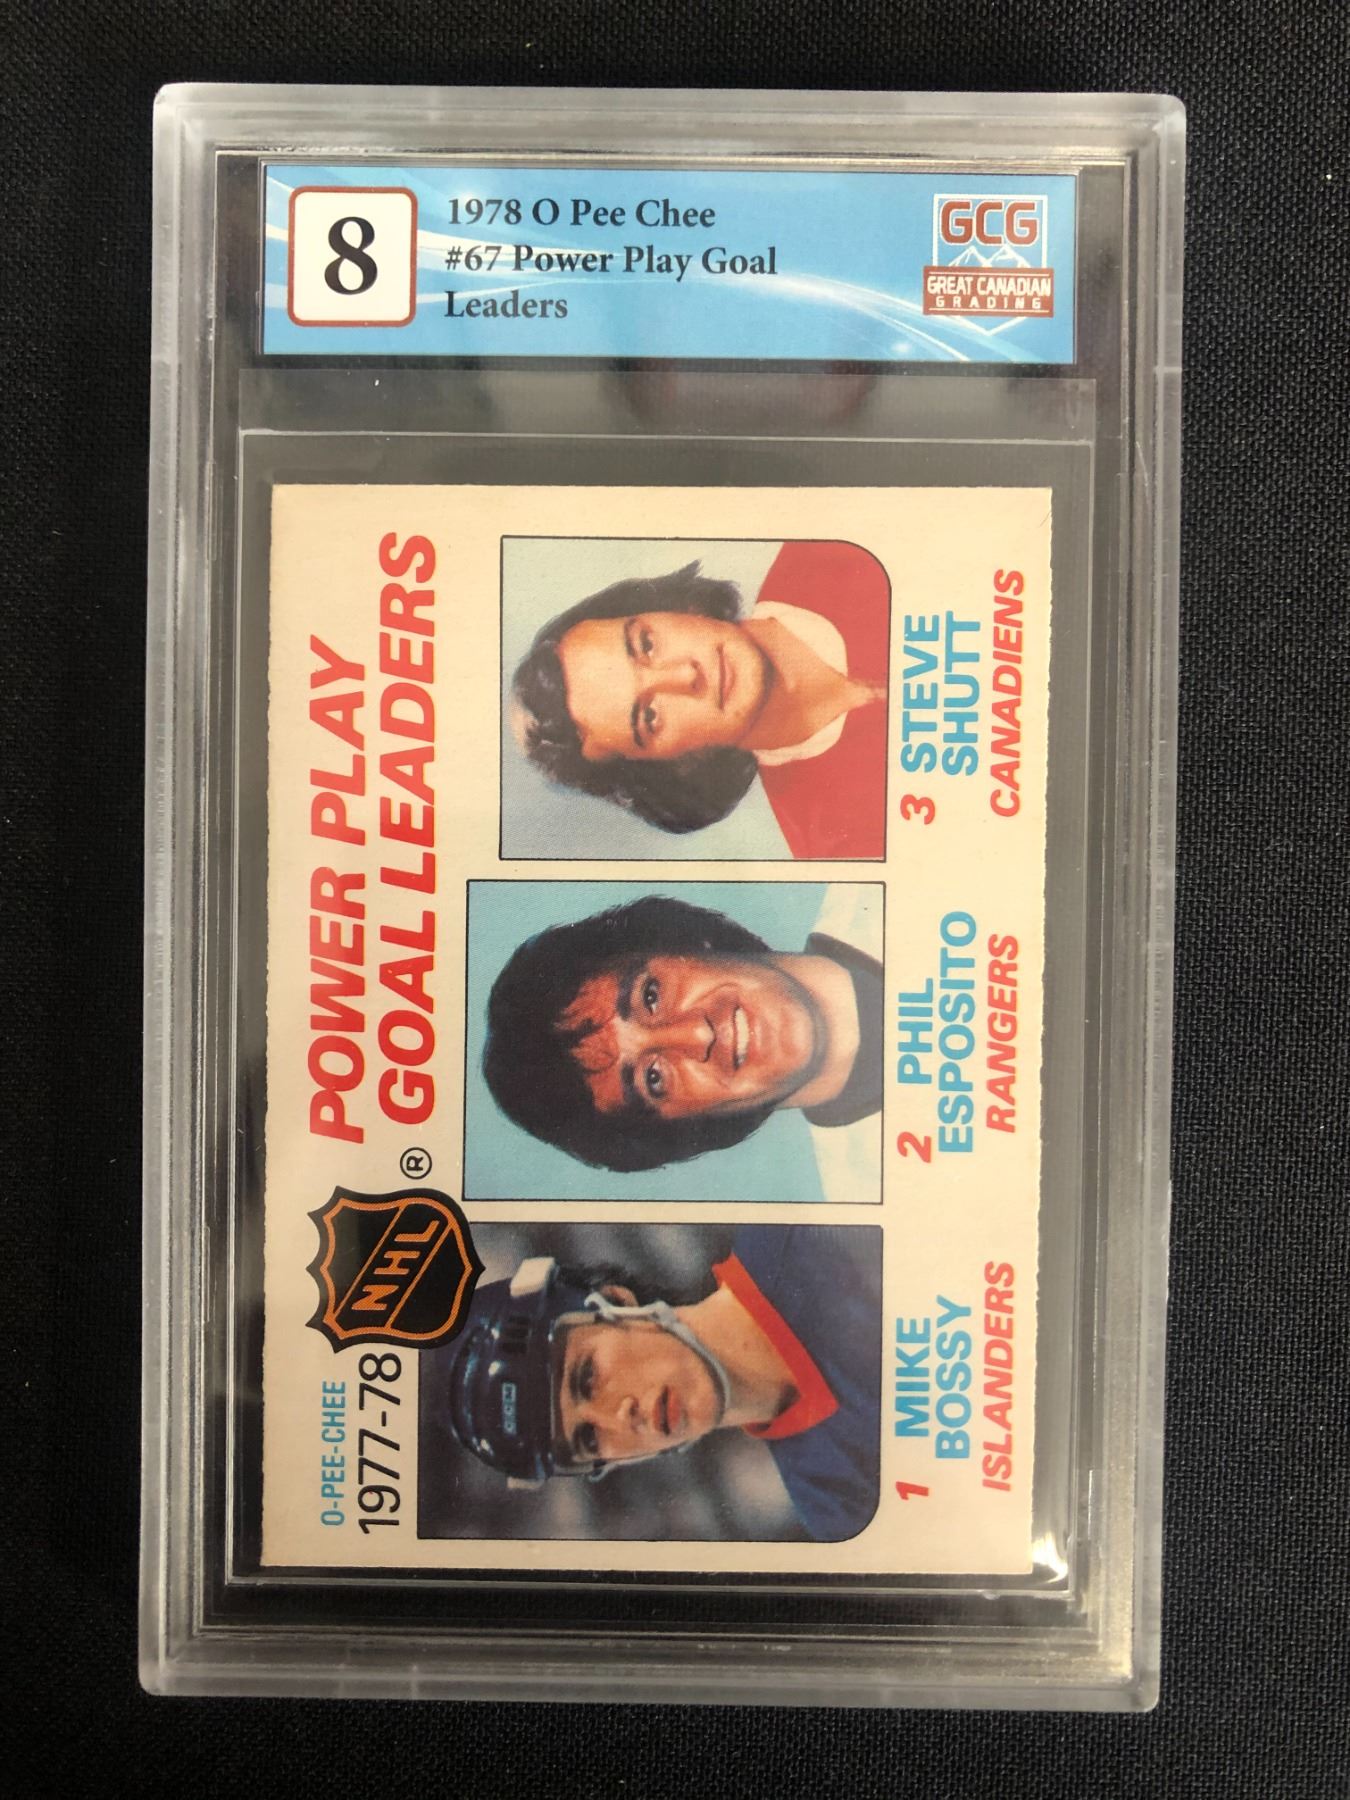 8
1978 O Pee Chee
#67 Power Play Goal
Leaders
GCG
GREAT CANADIAN
GRADING
O-PEE-CHEE
1977-78
NHL
®
POWER PLAY
GOAL LEADERS
CCM
1 MIKE
BOSSY
ISLANDERS
2 PHIL
ESPOSITO
RANGERS
3 STEVE
SHUTT
CANADIENS